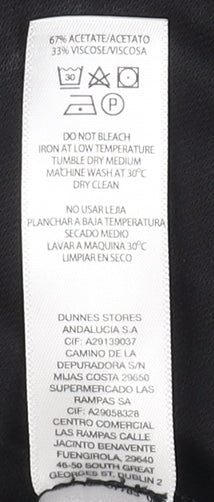 67% ACETATE/ACETATO
33% VISCOSE/VISCOSA
30 P
DO NOT BLEACH
IRON AT LOW TEMPERATURE
TUMBLE DRY MEDIUM
MACHINE WASH AT 30°C
DRY CLEAN
NO USAR LEJIA
PLANCHAR A BAJA TEMPERATURA
SECADO MEDIO
LAVAR A MAQUINA 30°C
LIMPIAR EN SECO
DUNNES STORES
ANDALUCIA S.A
CIF: A29139037
CAMINO DE LA
DEPURADORA S/N
MIJAS COSTA 29650
SUPERMERCADO LAS
RAMPAS SA
CIF: A29058328
CENTRO COMERCIAL
LAS RAMPAS CALLE
JACINTO BENAVENTE
FUENGIROLA, 29640
46-50 SOUTH GREAT
GEORGES ST, DUBLIN 2